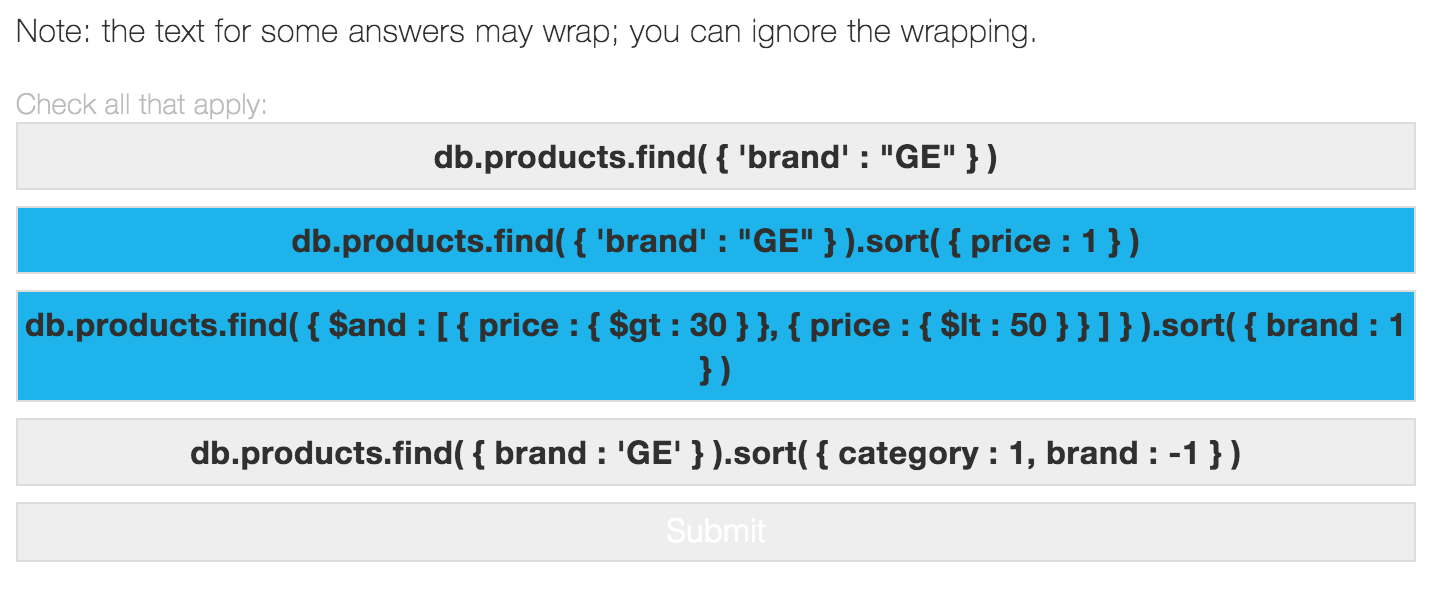 Note: the text for some answers may wrap; you can ignore the wrapping.
Check all that apply:
db.products.find( { 'brand' : "GE" } )
db.products.find( { 'brand' : "GE" } ).sort( { price : 1 } )
db.products.find( { $and : [ { price : { $gt : 30 } }, { price : { $lt : 50 } } ] } ).sort( { brand : 1
} )
db.products.find( { brand : 'GE' } ).sort( { category : 1, brand : -1 } )
Submit